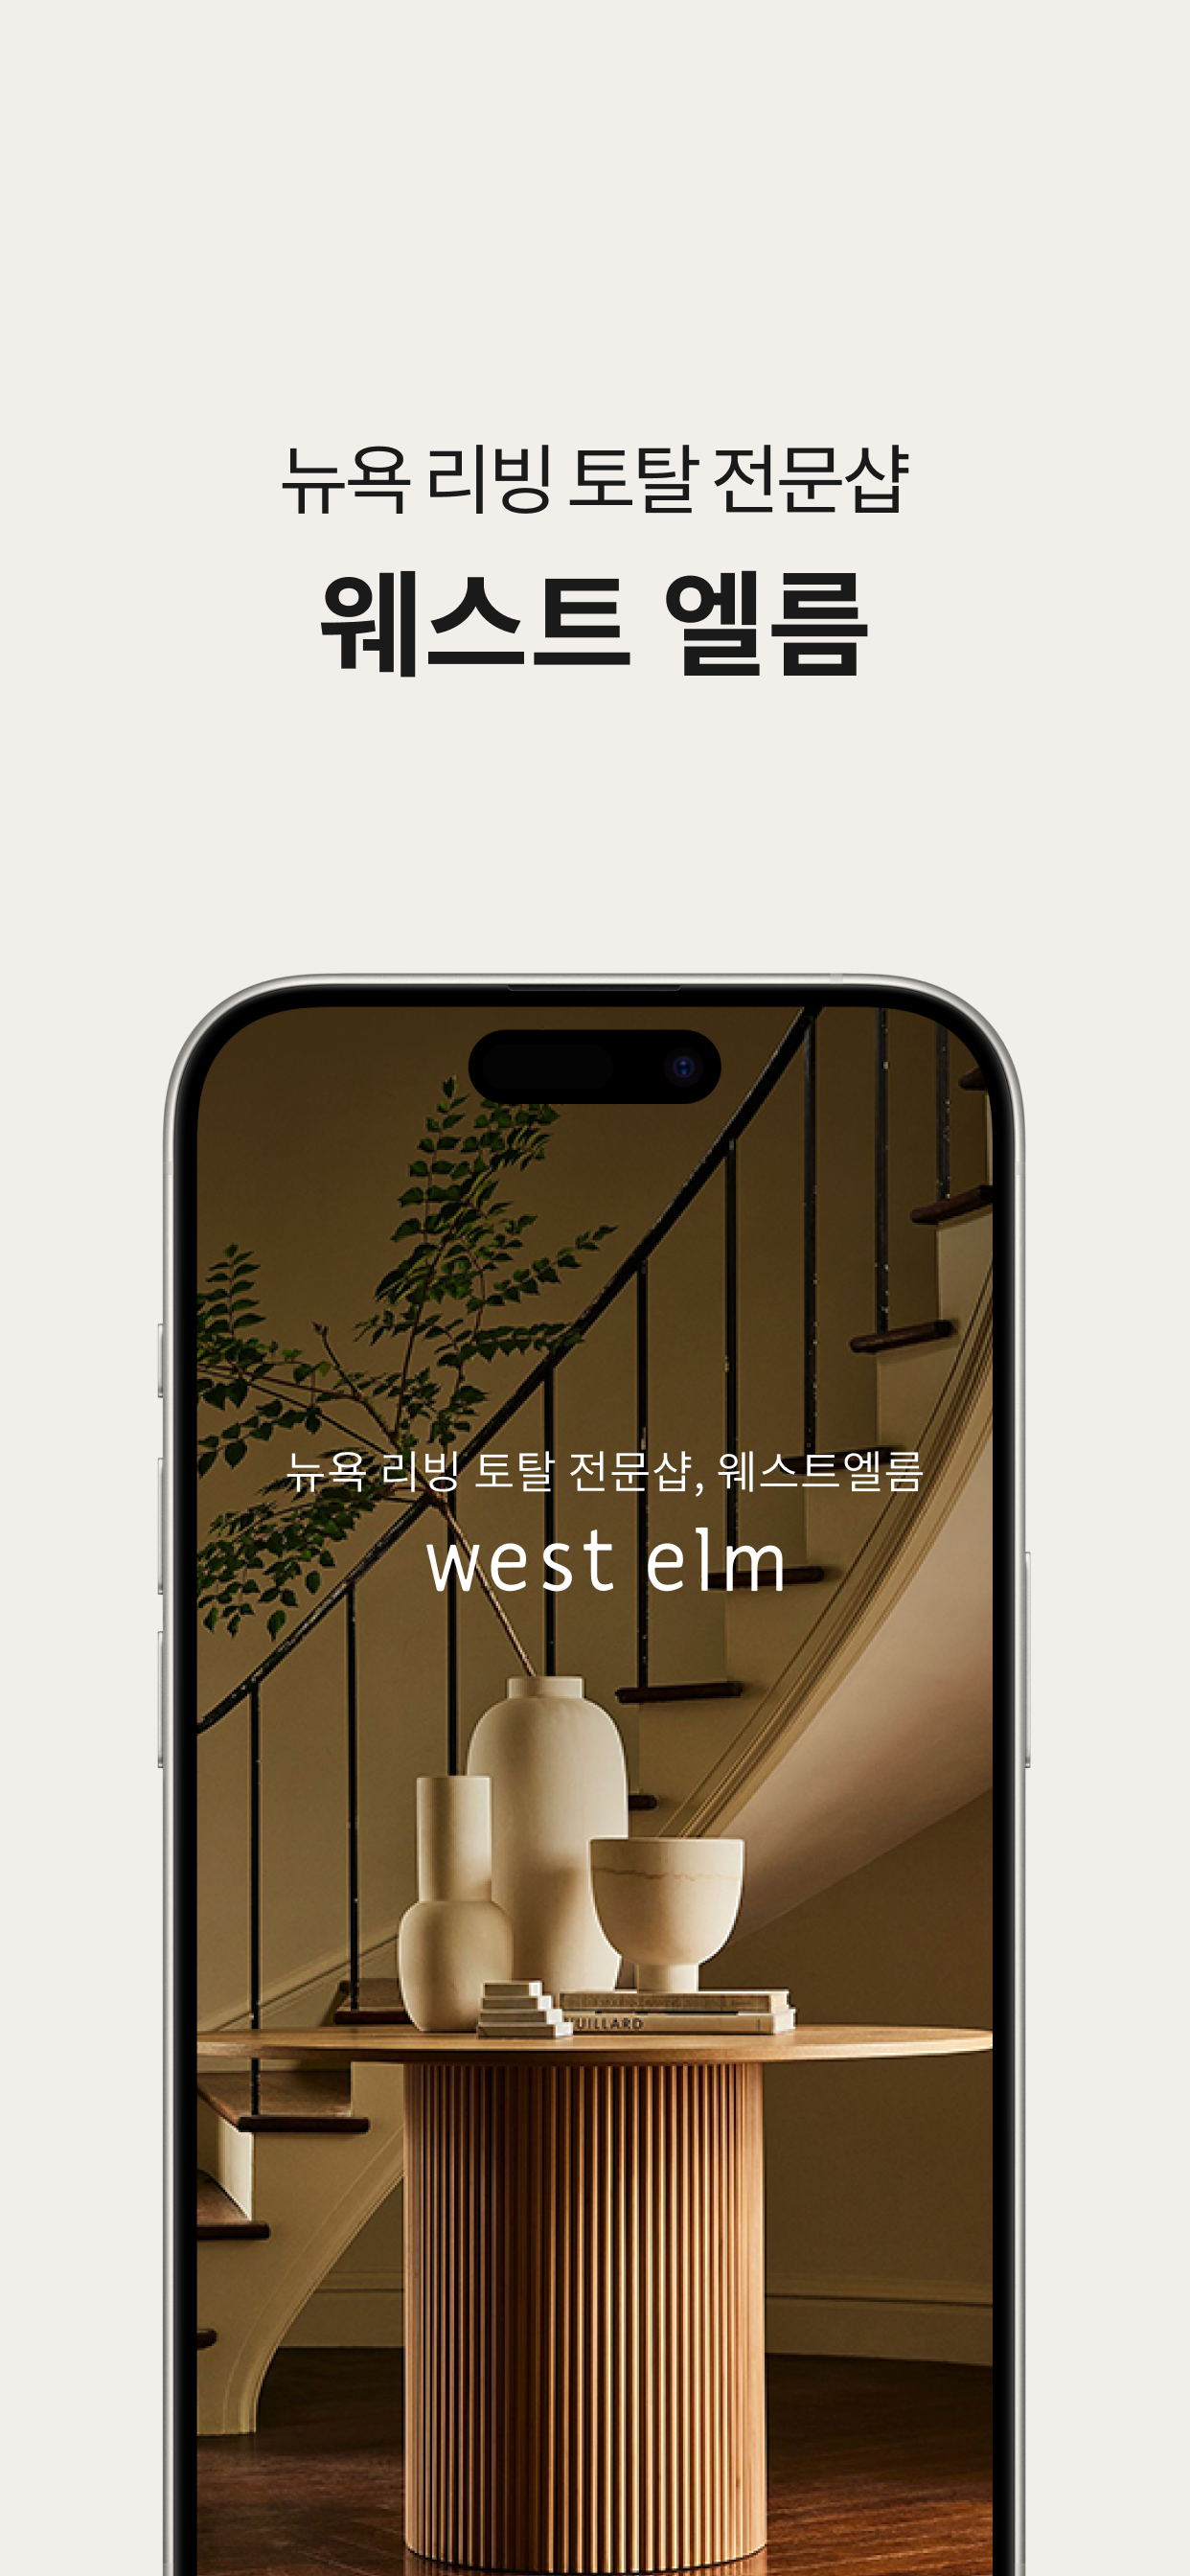 뉴욕 리빙 토탈 전문샵
웨스트 엘름
뉴욕 리빙 토탈 전문샵, 웨스트엘름
west elm